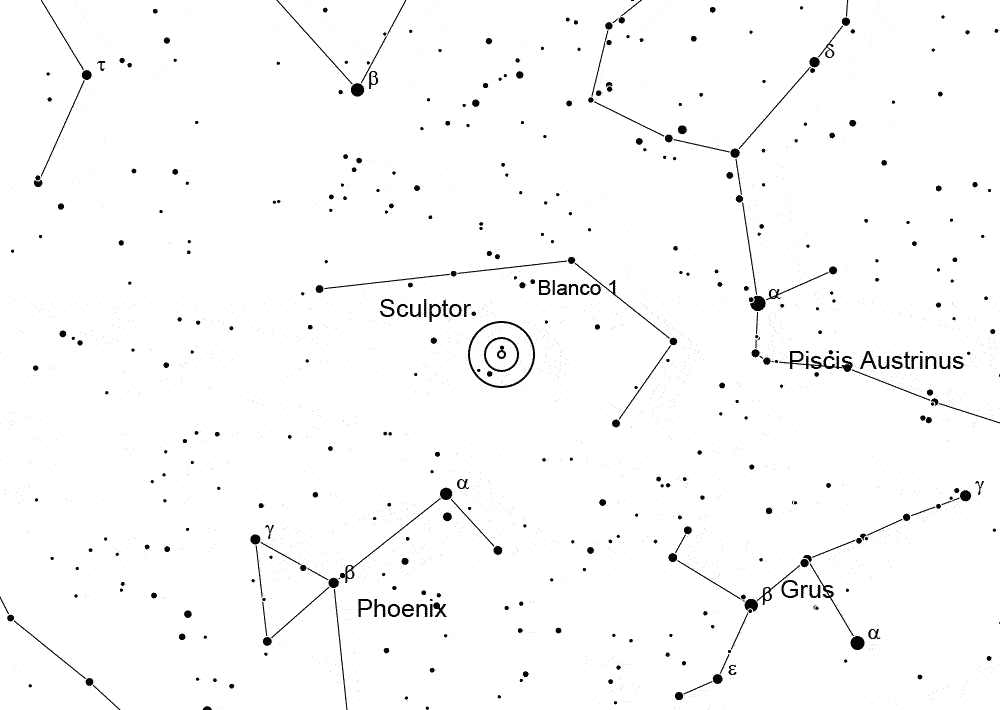 τ
β
δ
Blanco 1
α
Sculptor
Piscis Austrinus
α
γ
γ
β
Phoenix
β
Grus
α
ε